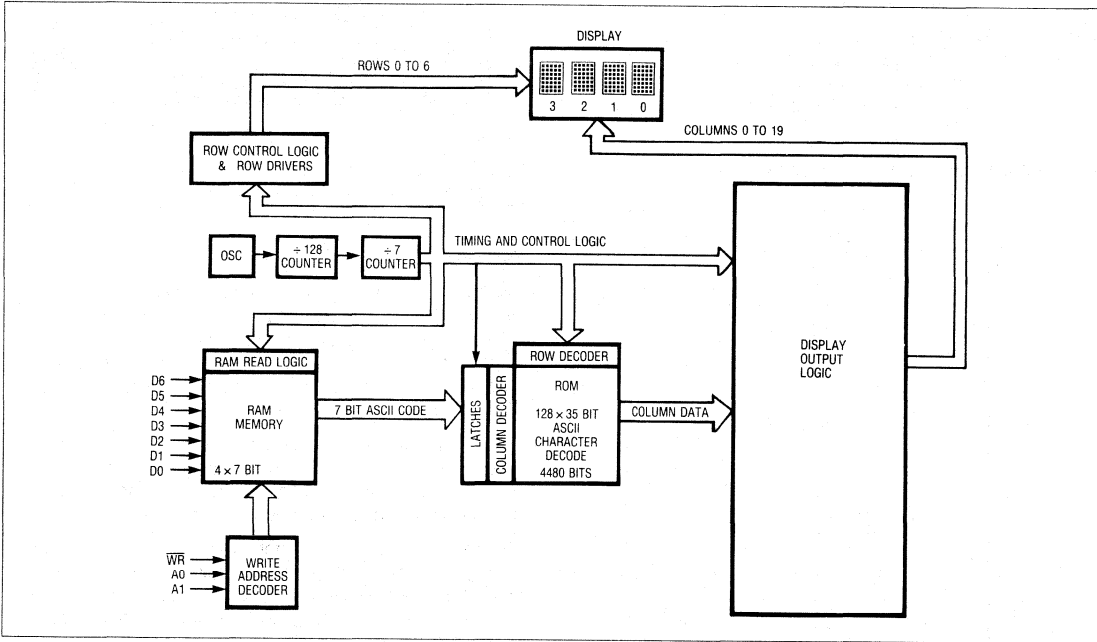 DISPLAY
3 2 1 0
ROWS 0 TO 6
COLUMNS 0 TO 19
ROW CONTROL LOGIC
& ROW DRIVERS
OSC
÷ 128
COUNTER
÷ 7
COUNTER
TIMING AND CONTROL LOGIC
RAM READ LOGIC
RAM
MEMORY
4 × 7 BIT
D6
D5
D4
D3
D2
D1
D0
7 BIT ASCII CODE
LATCHES
COLUMN DECODER
ROW DECODER
ROM
128 × 35 BIT
ASCII
CHARACTER
DECODE
4480 BITS
COLUMN DATA
DISPLAY
OUTPUT
LOGIC
W̅R̅
A0
A1
WRITE
ADDRESS
DECODER